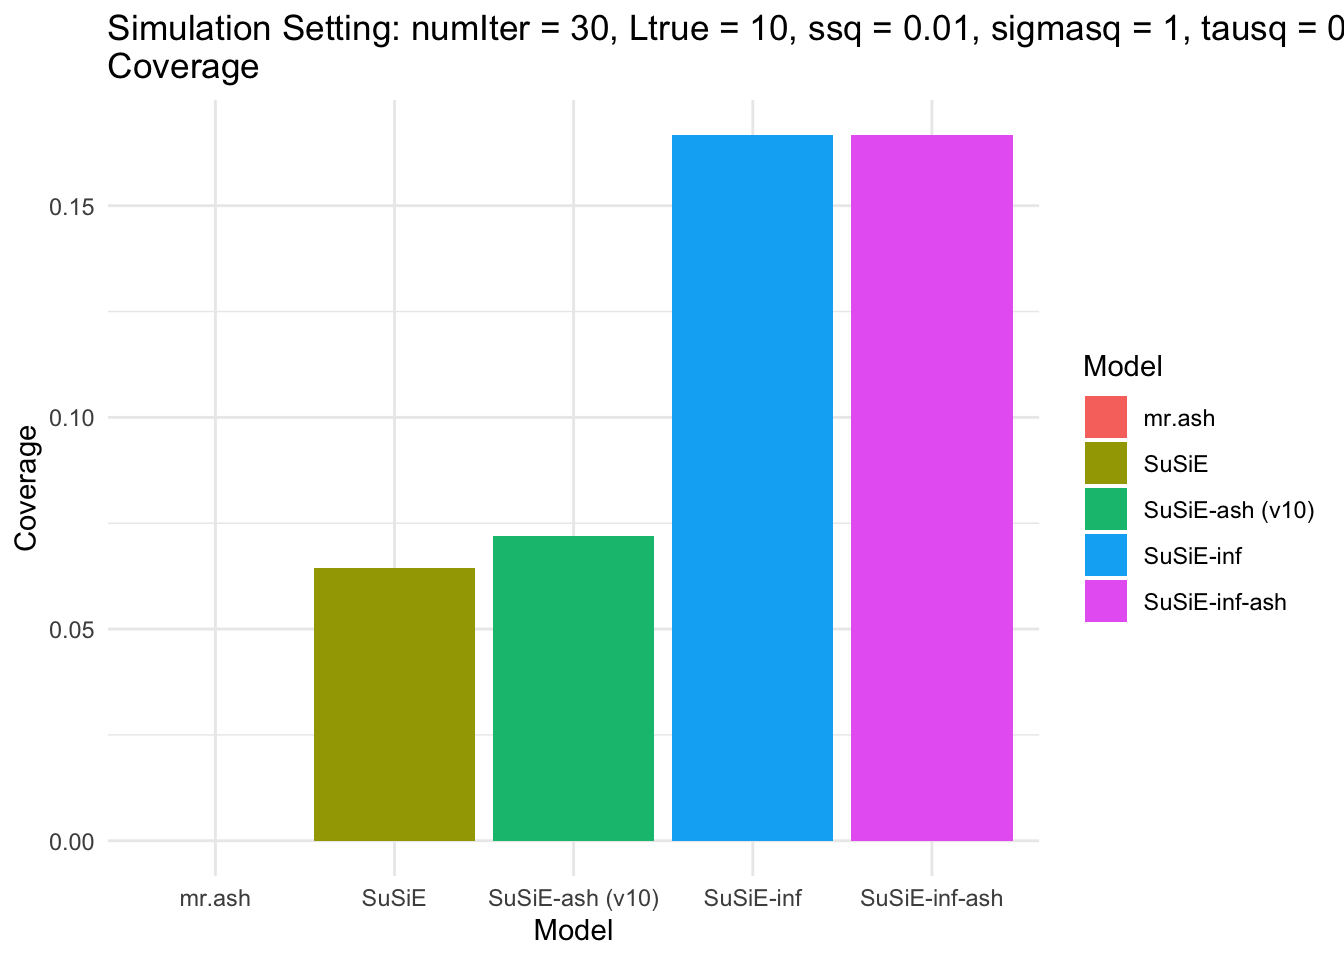 Simulation Setting: numIter = 30, Ltrue = 10, ssq = 0.01, sigmasq = 1, tausq = 0
Coverage
Coverage
0.15
0.10
0.05
0.00
mr.ash
SuSiE
SuSiE-ash (v10)
SuSiE-inf
SuSiE-inf-ash
Model
Model
mr.ash
SuSiE
SuSiE-ash (v10)
SuSiE-inf
SuSiE-inf-ash